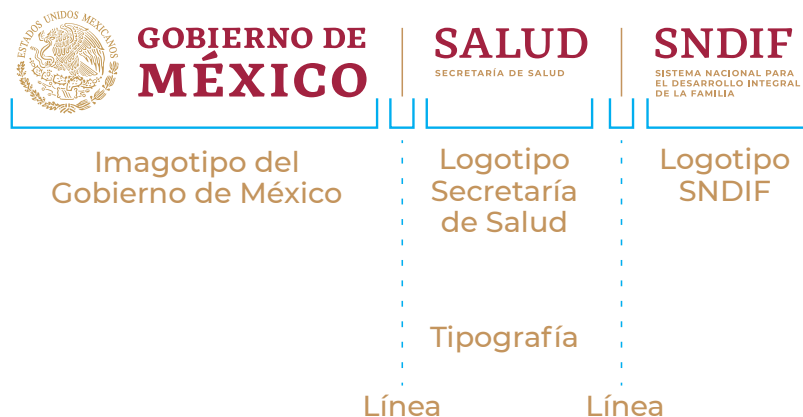 ESTADOS UNIDOS MEXICANOS
GOBIERNO DE
MÉXICO
SALUD
SECRETARÍA DE SALUD
SNDIF
SISTEMA NACIONAL PARA
EL DESARROLLO INTEGRAL
DE LA FAMILIA
Imagotipo del
Gobierno de México
Logotipo
Secretaría
de Salud
Logotipo
SNDIF
Tipografía
Línea
Línea